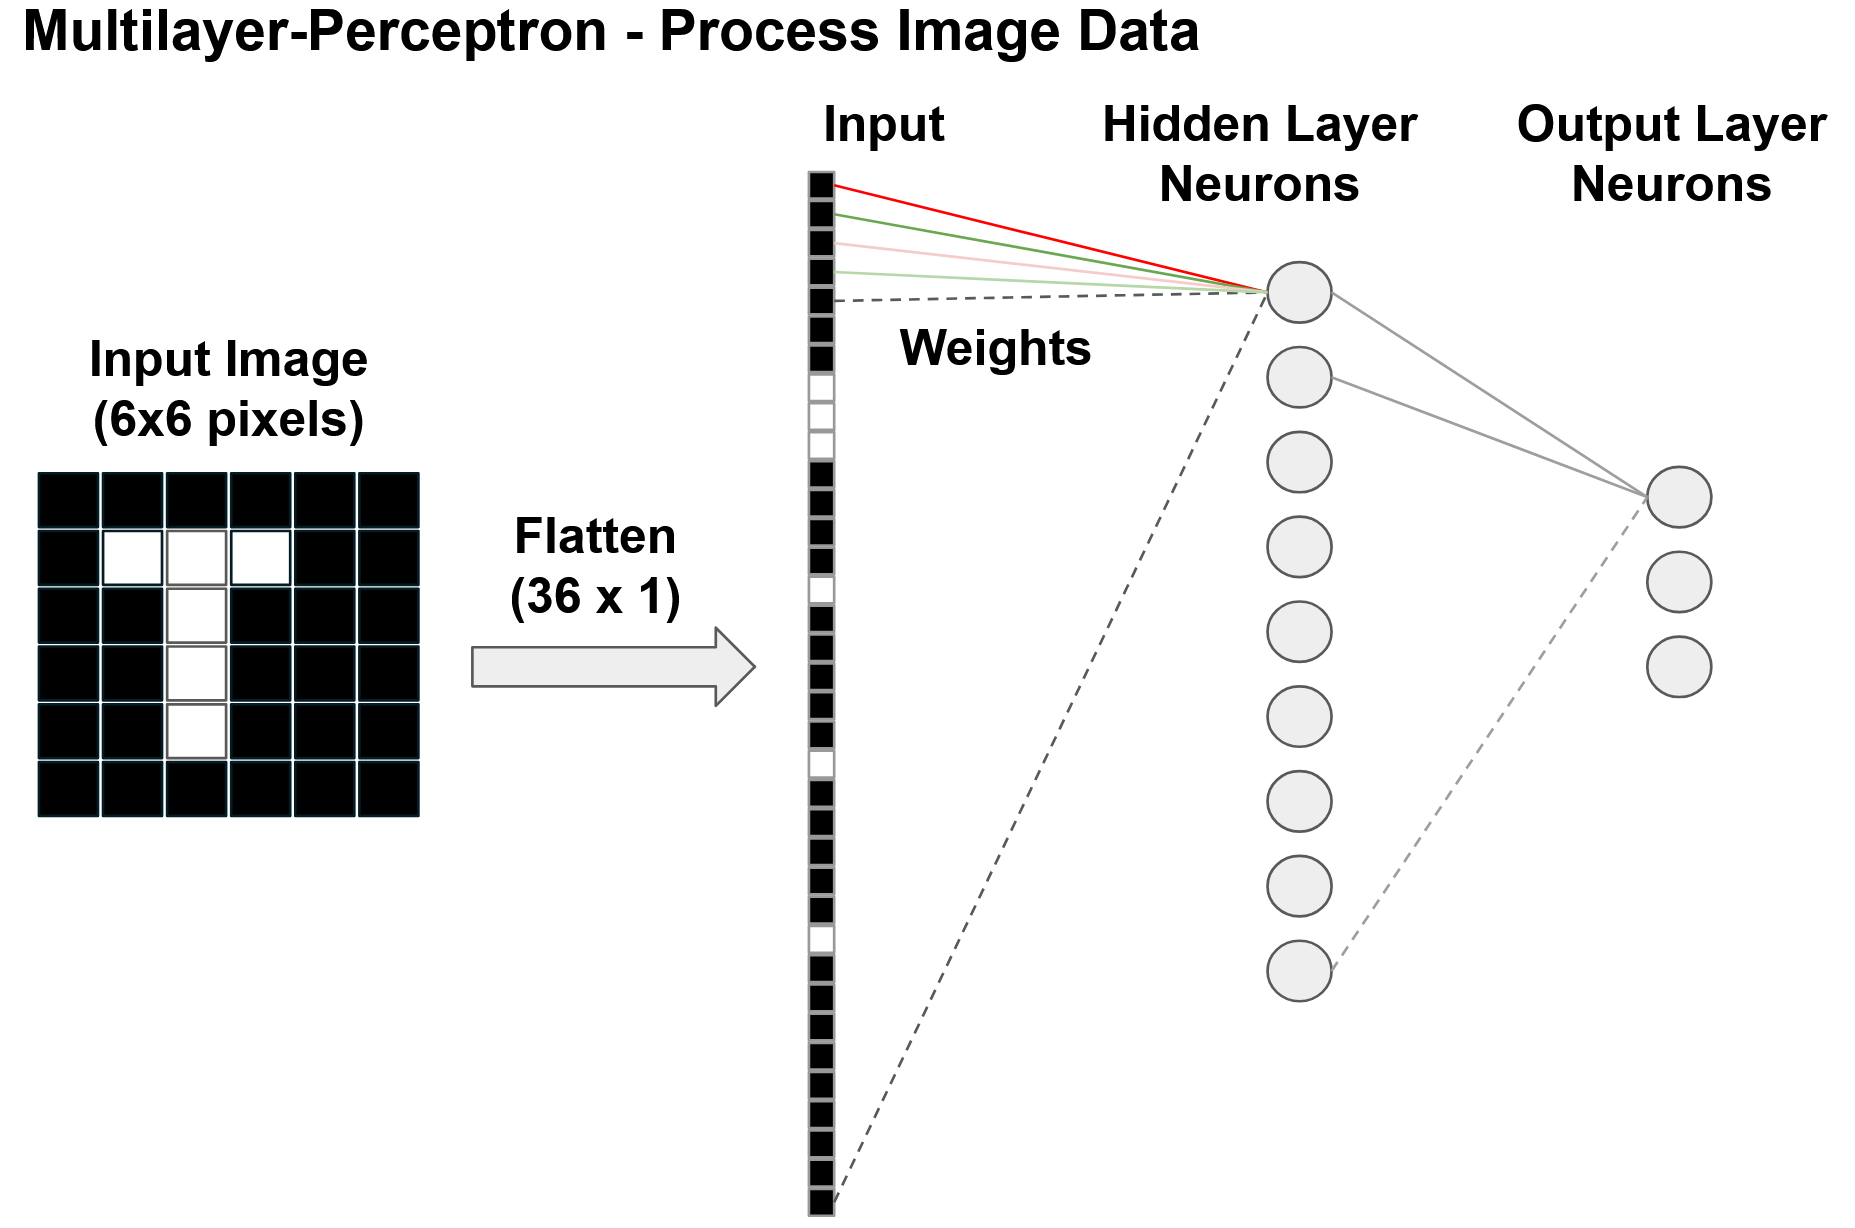 Multilayer-Perceptron - Process Image Data
Input
Hidden Layer
Neurons
Output Layer
Neurons
Weights
Input Image
(6x6 pixels)
Flatten
(36 x 1)